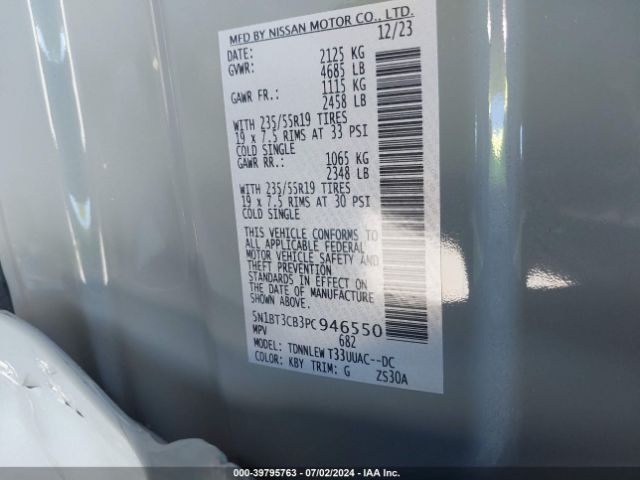 MFD BY NISSAN MOTOR CO., LTD.
DATE: 12/23
GVWR: 2125 KG
4685 LB
GAWR FR.: 1115 KG
2458 LB
WITH 235/55R19 TIRES
19 x 7.5 RIMS AT 33 PSI
COLD SINGLE
GAWR RR.: 1065 KG
2348 LB
WITH 235/55R19 TIRES
19 x 7.5 RIMS AT 30 PSI
COLD SINGLE
THIS VEHICLE CONFORMS TO
ALL APPLICABLE FEDERAL
MOTOR VEHICLE SAFETY AND
THEFT PREVENTION
STANDARDS IN EFFECT ON
THE DATE OF MANUFACTURE
SHOWN ABOVE.
5N1BT3CB3PC946550
MPV 682
MODEL: TDNNLEW T33UUAC--DC
COLOR: KBY TRIM: G ZS30A
000-39795763 - 07/02/2024 - IAA Inc.